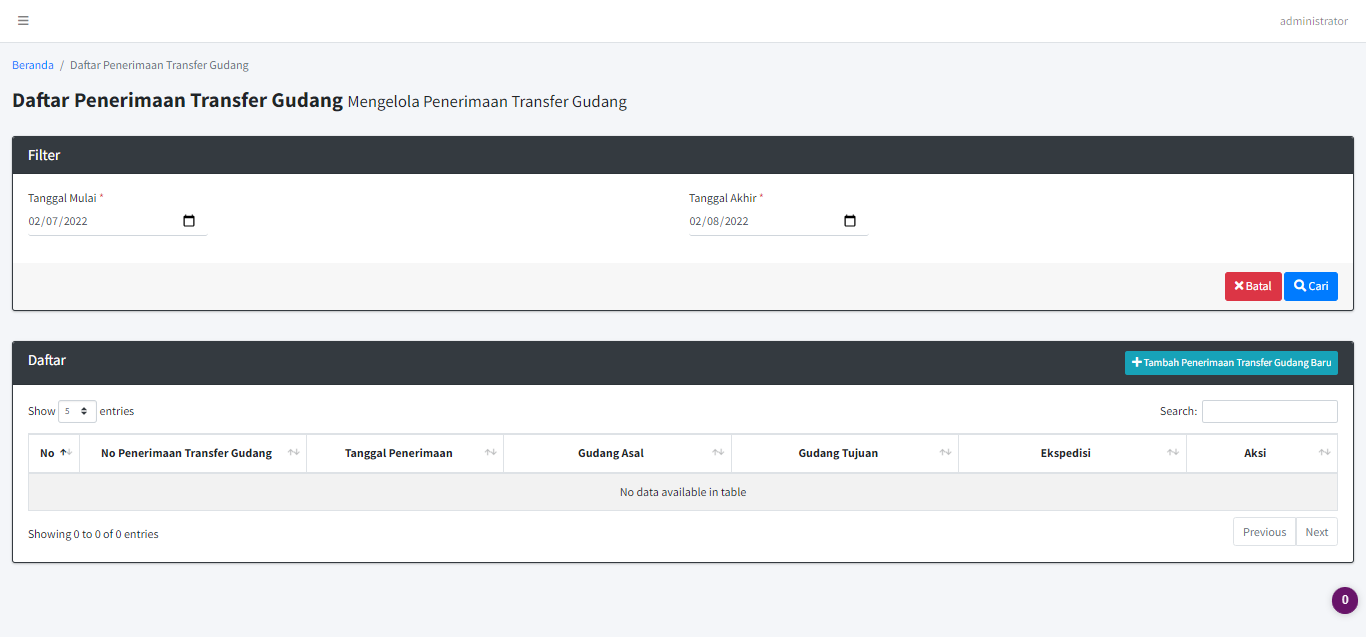 administrator
Beranda / Daftar Penerimaan Transfer Gudang
Daftar Penerimaan Transfer Gudang Mengelola Penerimaan Transfer Gudang
Filter
Tanggal Mulai * Tanggal Akhir *
02/07/2022 02/08/2022
Batal Cari
Daftar Tambah Penerimaan Transfer Gudang Baru
Show 5 entries Search:
No No Penerimaan Transfer Gudang Tanggal Penerimaan Gudang Asal Gudang Tujuan Ekspedisi Aksi
No data available in table
Showing 0 to 0 of 0 entries Previous Next
0